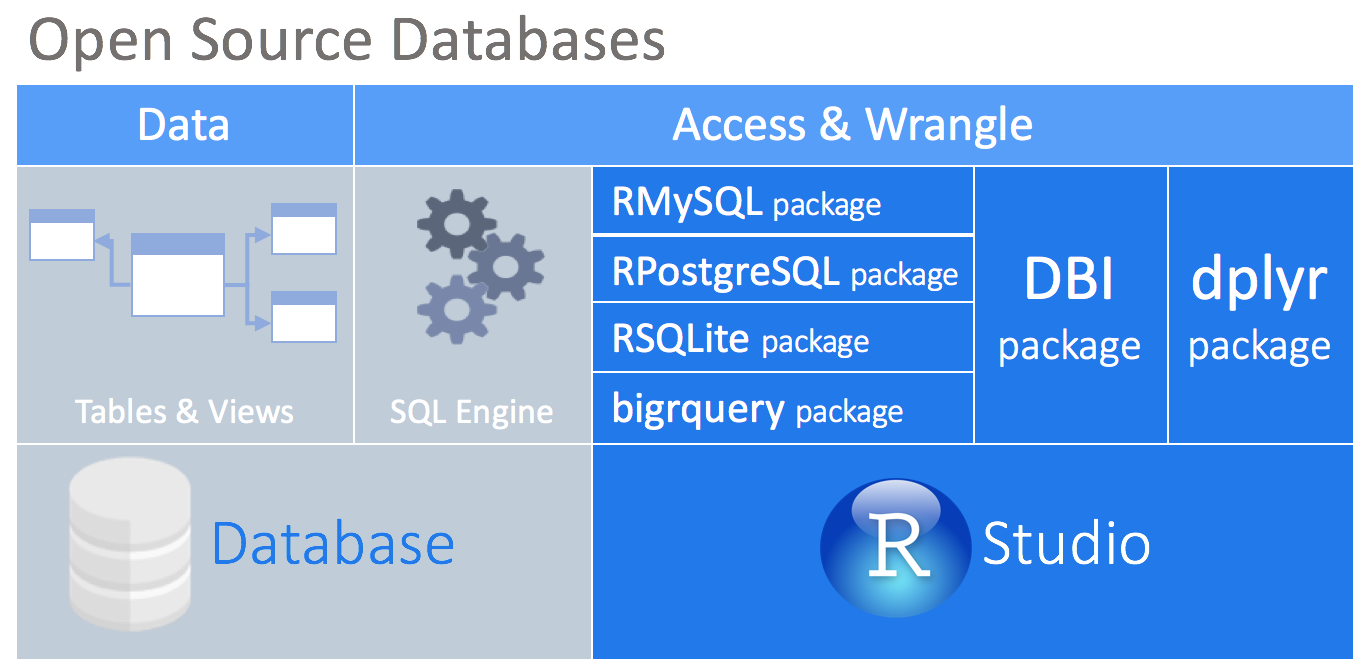 Open Source Databases
Data
Access & Wrangle
Tables & Views
SQL Engine
RMySQL package
RPostgreSQL package
RSQLite package
bigrquery package
DBI
package
dplyr
package
Database
R Studio